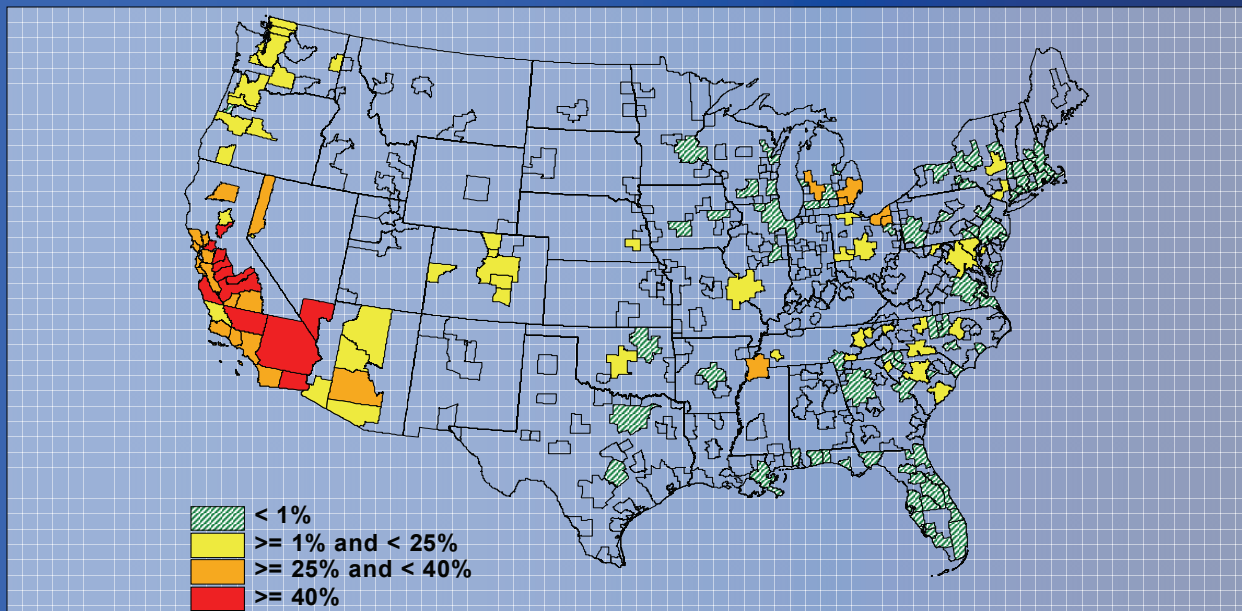 < 1%
>= 1% and < 25%
>= 25% and < 40%
>= 40%